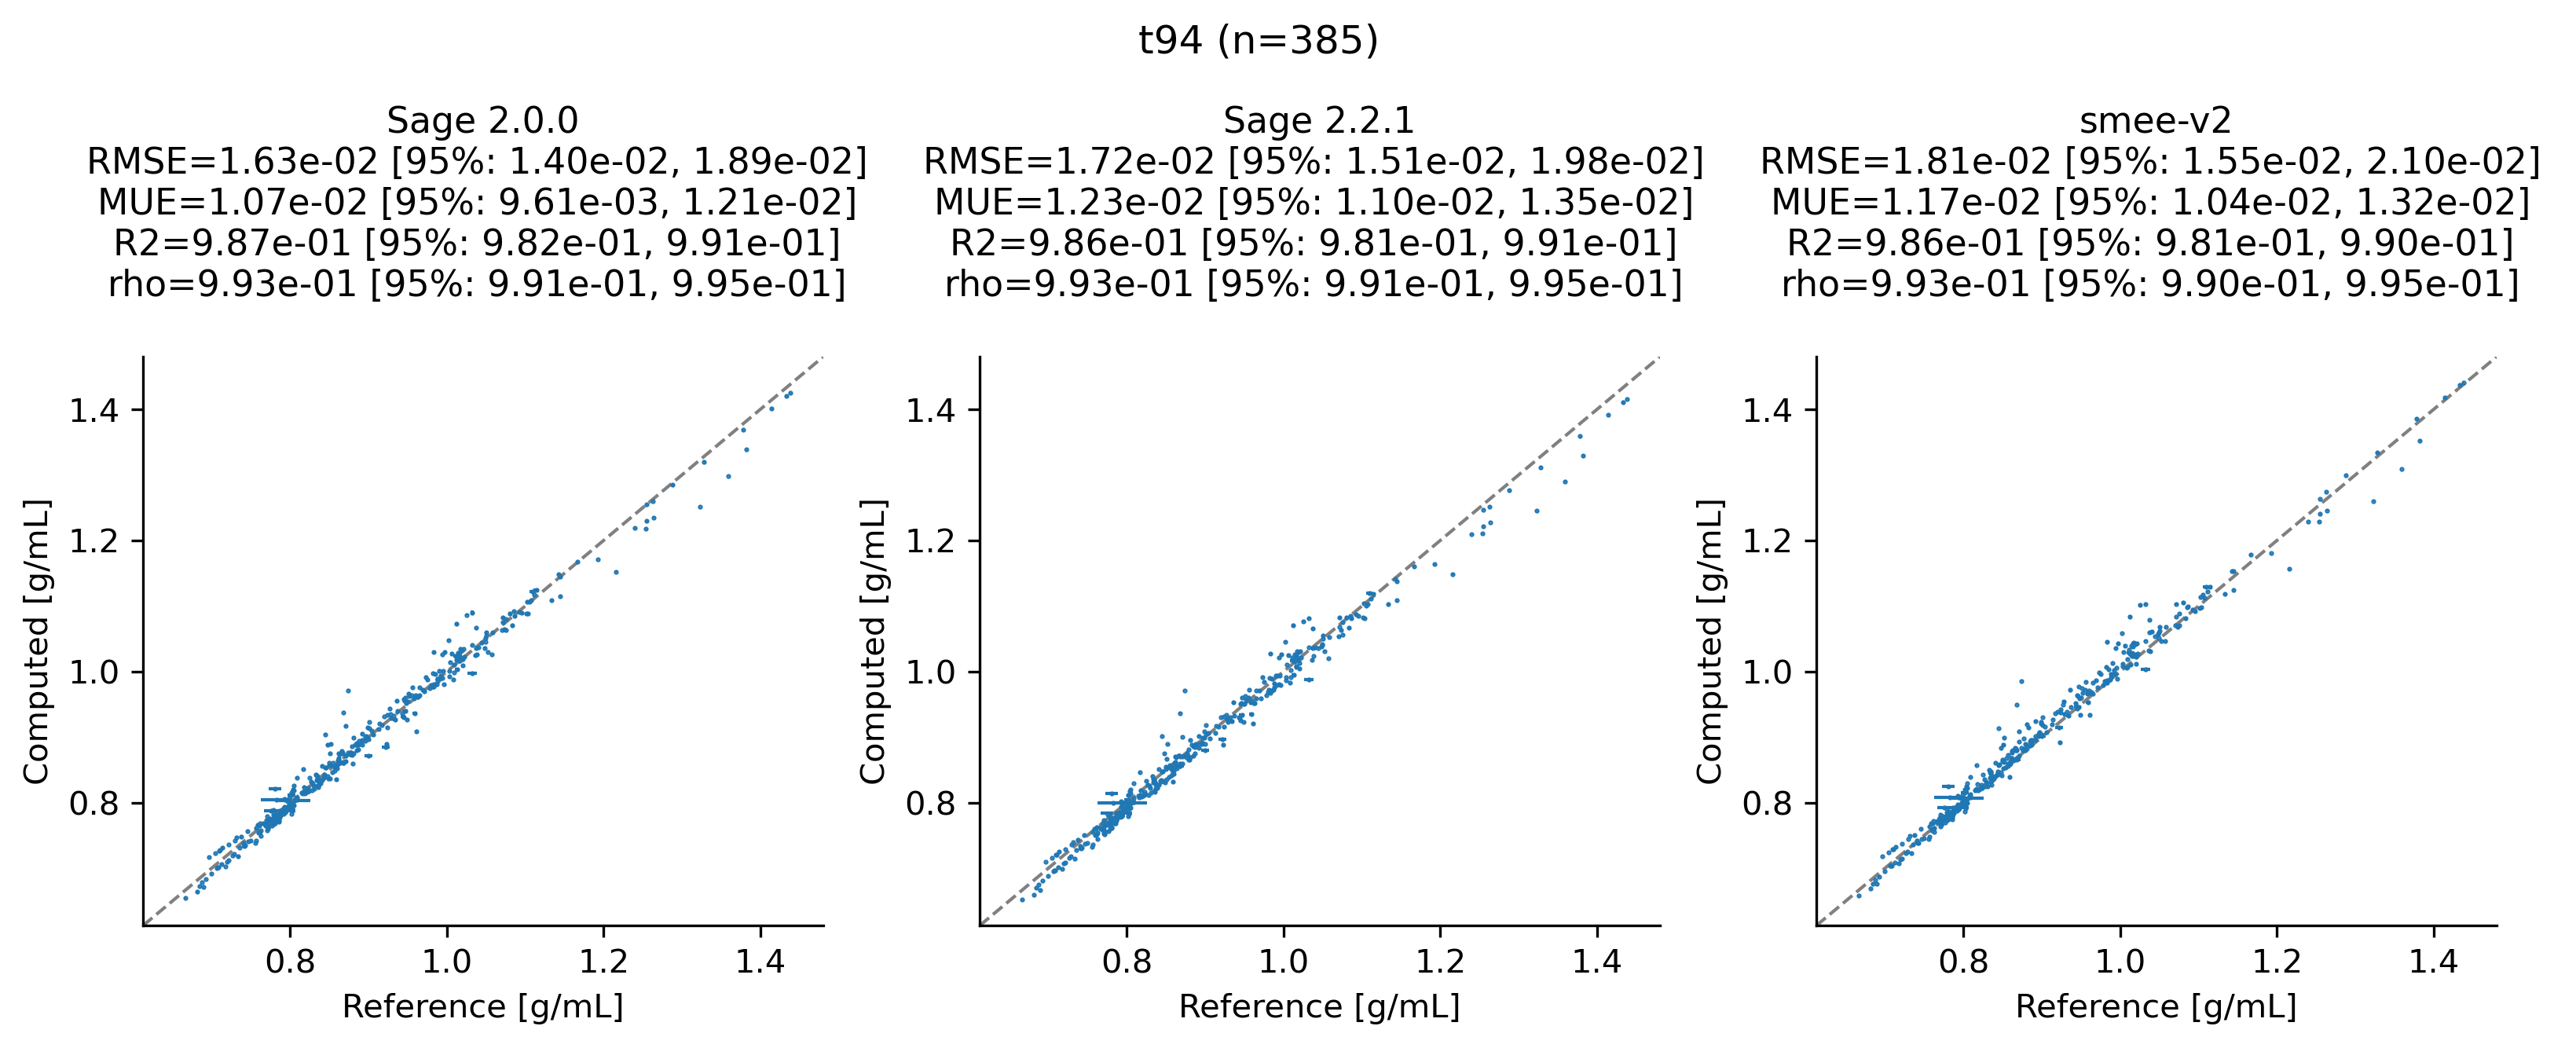 t94 (n=385)
Sage 2.0.0
RMSE=1.63e-02 [95%: 1.40e-02, 1.89e-02]
MUE=1.07e-02 [95%: 9.61e-03, 1.21e-02]
R2=9.87e-01 [95%: 9.82e-01, 9.91e-01]
rho=9.93e-01 [95%: 9.91e-01, 9.95e-01]
1.4
1.2
1.0
0.8
Computed [g/mL]
0.8 1.0 1.2 1.4
Reference [g/mL]
Sage 2.2.1
RMSE=1.72e-02 [95%: 1.51e-02, 1.98e-02]
MUE=1.23e-02 [95%: 1.10e-02, 1.35e-02]
R2=9.86e-01 [95%: 9.81e-01, 9.91e-01]
rho=9.93e-01 [95%: 9.91e-01, 9.95e-01]
1.4
1.2
1.0
0.8
Computed [g/mL]
0.8 1.0 1.2 1.4
Reference [g/mL]
smee-v2
RMSE=1.81e-02 [95%: 1.55e-02, 2.10e-02]
MUE=1.17e-02 [95%: 1.04e-02, 1.32e-02]
R2=9.86e-01 [95%: 9.81e-01, 9.90e-01]
rho=9.93e-01 [95%: 9.90e-01, 9.95e-01]
1.4
1.2
1.0
0.8
Computed [g/mL]
0.8 1.0 1.2 1.4
Reference [g/mL]